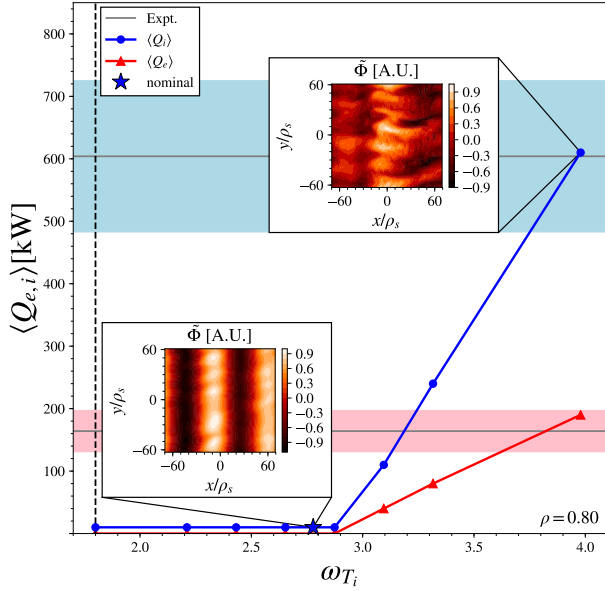 Expt.
⟨Q_i⟩
⟨Q_e⟩
nominal
⟨Q_{e,i}⟩[kW]
800
700
600
500
400
300
200
100
2.0 2.5 3.0 3.5 4.0
ω_{T_i}
ρ = 0.80
Φ̃ [A.U.]
y/ρ_s
60
0
−60
−60 0 60
x/ρ_s
0.9
0.6
0.3
0.0
−0.3
−0.6
−0.9
Φ̃ [A.U.]
y/ρ_s
60
0
−60
−60 0 60
x/ρ_s
0.9
0.6
0.3
0.0
−0.3
−0.6
−0.9